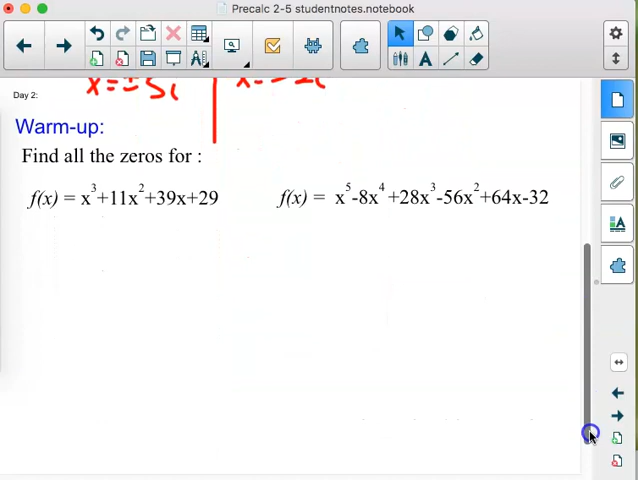 Precalc 2-5 studentnotes.notebook
x=±5i
Day 2:
Warm-up:
Find all the zeros for :
f(x) = x³+11x²+39x+29
f(x) = x⁵-8x⁴+28x³-56x²+64x-32